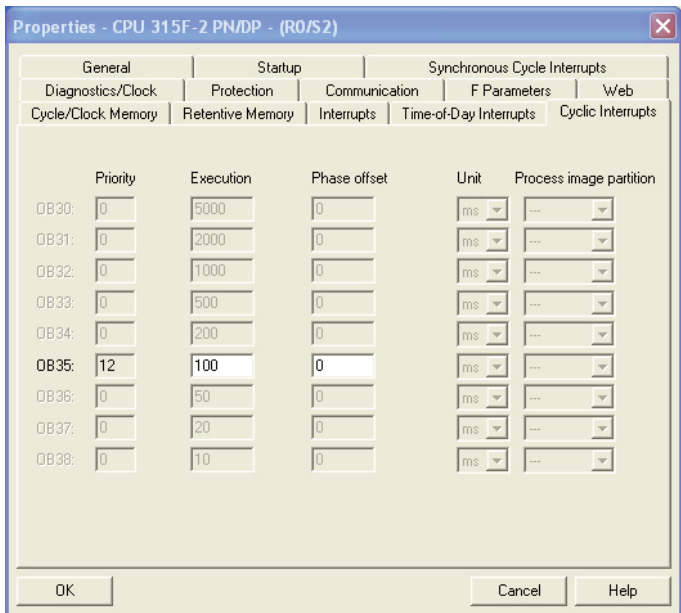 Properties - CPU 315F-2 PN/DP - (R0/S2)
General Startup Synchronous Cycle Interrupts
Diagnostics/Clock Protection Communication F Parameters Web
Cycle/Clock Memory Retentive Memory Interrupts Time-of-Day Interrupts Cyclic Interrupts
Priority Execution Phase offset Unit Process image partition
OB30: 0 5000 0 ms ---
OB31: 0 2000 0 ms ---
OB32: 0 1000 0 ms ---
OB33: 0 500 0 ms ---
OB34: 0 200 0 ms ---
OB35: 12 100 0 ms ---
OB36: 0 50 0 ms ---
OB37: 0 20 0 ms ---
OB38: 0 10 0 ms ---
OK Cancel Help